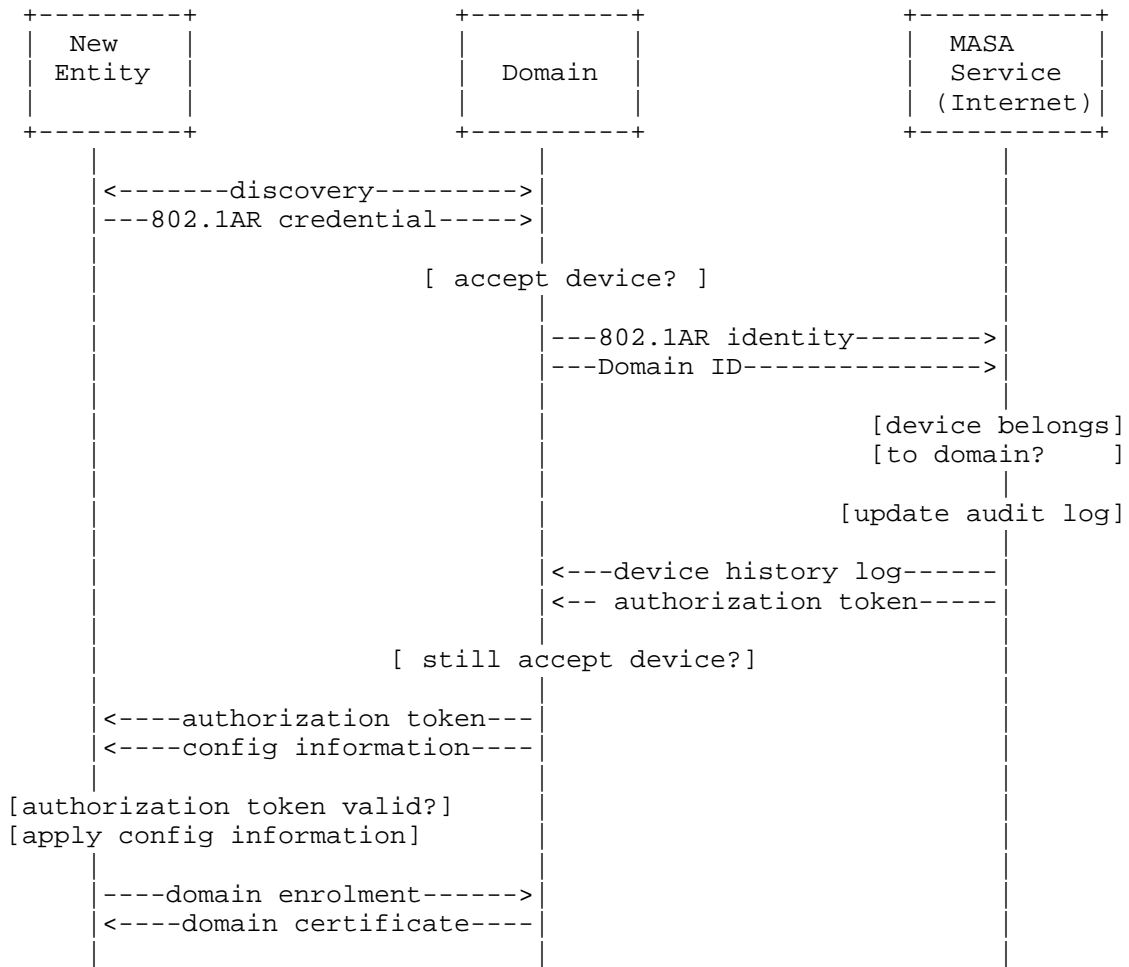 New
Entity
Domain
MASA
Service
(Internet)
<-------discovery--------->
---802.1AR credential----->
[ accept device? ]
---802.1AR identity-------->
---Domain ID--------------->
[device belongs]
[to domain?    ]
[update audit log]
<---device history log------
<-- authorization token-----
[ still accept device?]
<----authorization token---
<----config information----
[authorization token valid?]
[apply config information]
----domain enrolment------>
<----domain certificate----